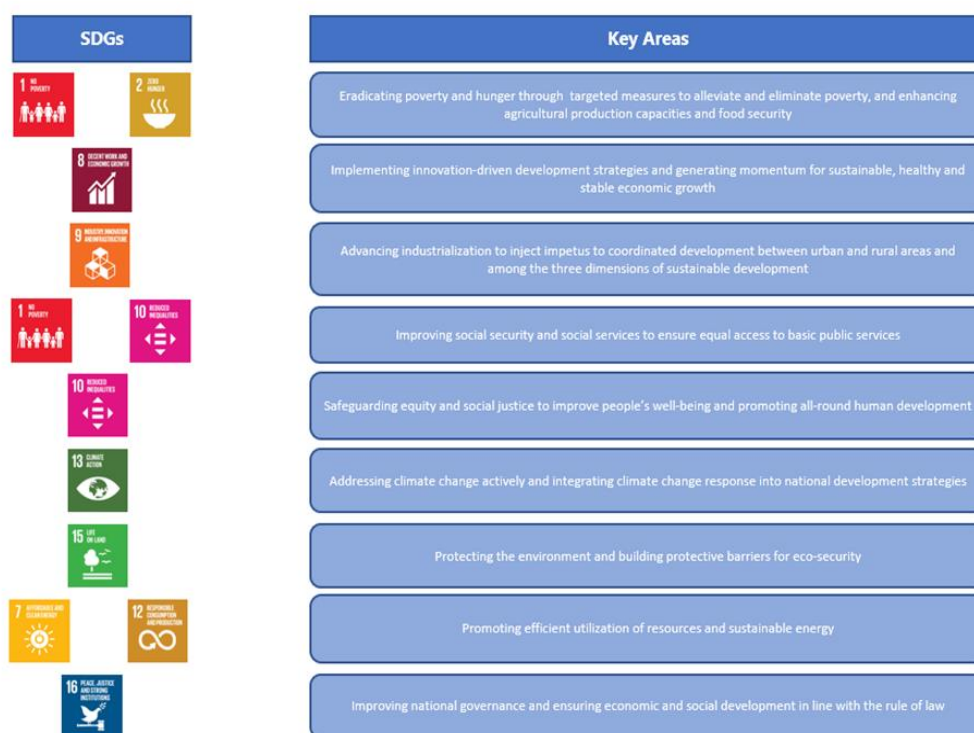 SDGs
Key Areas
1 NO POVERTY
2 ZERO HUNGER
Eradicating poverty and hunger through targeted measures to alleviate and eliminate poverty, and enhancing
agricultural production capacities and food security
8 DECENT WORK AND
ECONOMIC GROWTH
Implementing innovation-driven development strategies and generating momentum for sustainable, healthy and
stable economic growth
9 INDUSTRY, INNOVATION
AND INFRASTRUCTURE
Advancing industrialization to inject impetus to coordinated development between urban and rural areas and
among the three dimensions of sustainable development
1 NO POVERTY
10 REDUCED INEQUALITIES
Improving social security and social services to ensure equal access to basic public services
10 REDUCED
INEQUALITIES
Safeguarding equity and social justice to improve people's well-being and promoting all-round human development
13 CLIMATE
ACTION
Addressing climate change actively and integrating climate change response into national development strategies
15 LIFE
ON LAND
Protecting the environment and building protective barriers for eco-security
7 AFFORDABLE AND CLEAN ENERGY
12 RESPONSIBLE CONSUMPTION AND PRODUCTION
Promoting efficient utilization of resources and sustainable energy
16 PEACE, JUSTICE
AND STRONG
INSTITUTIONS
Improving national governance and ensuring economic and social development in line with the rule of law